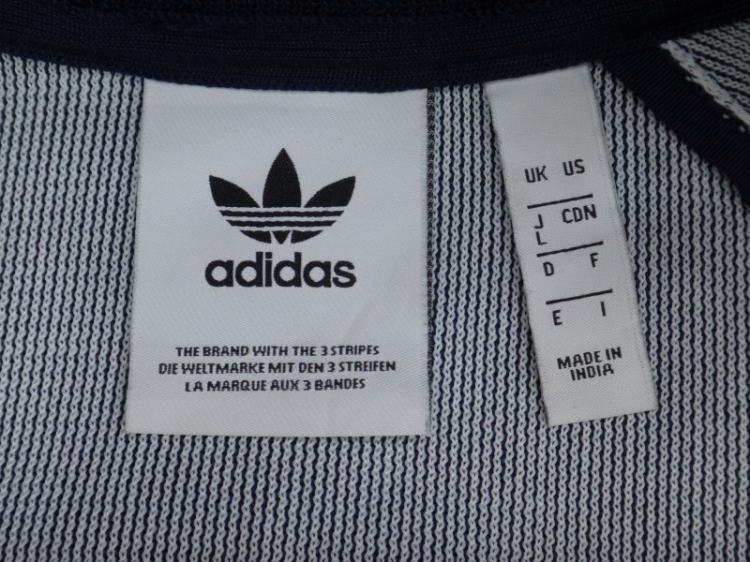 adidas
THE BRAND WITH THE 3 STRIPES
DIE WELTMARKE MIT DEN 3 STREIFEN
LA MARQUE AUX 3 BANDES
UK US
J CDN
L
D F
E I
MADE IN
INDIA